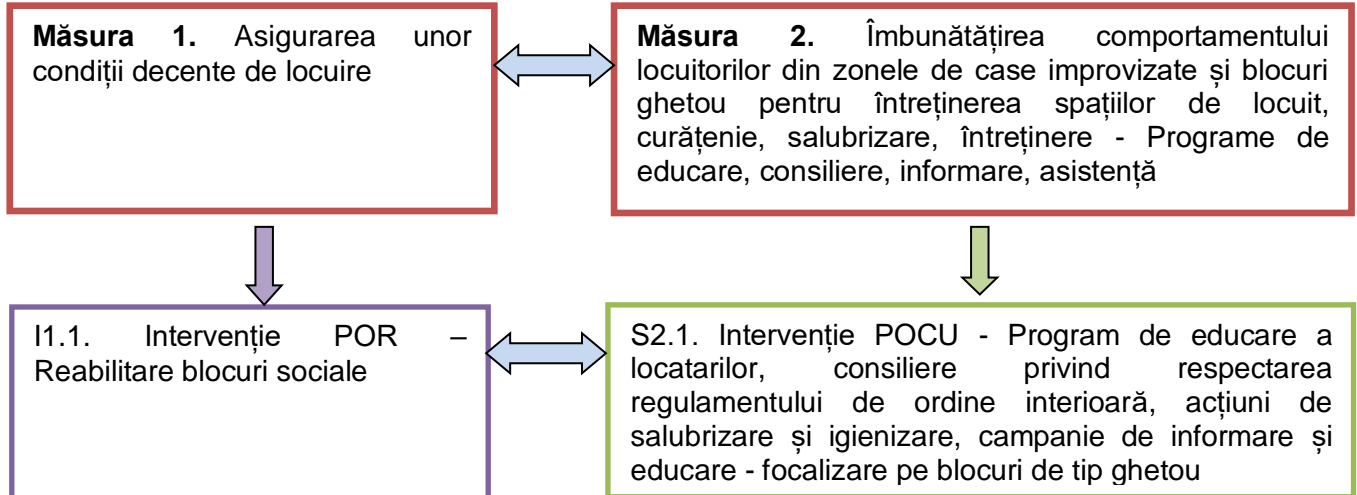 Măsura 1. Asigurarea unor
condiții decente de locuire
Măsura 2. Îmbunătățirea comportamentului
locuitorilor din zonele de case improvizate și blocuri
ghetou pentru întreținerea spațiilor de locuit,
curățenie, salubrizare, întreținere - Programe de
educare, consiliere, informare, asistență
I1.1. Intervenție POR –
Reabilitare blocuri sociale
S2.1. Intervenție POCU - Program de educare a
locatarilor, consiliere privind respectarea
regulamentului de ordine interioară, acțiuni de
salubrizare și igienizare, campanie de informare și
educare - focalizare pe blocuri de tip ghetou